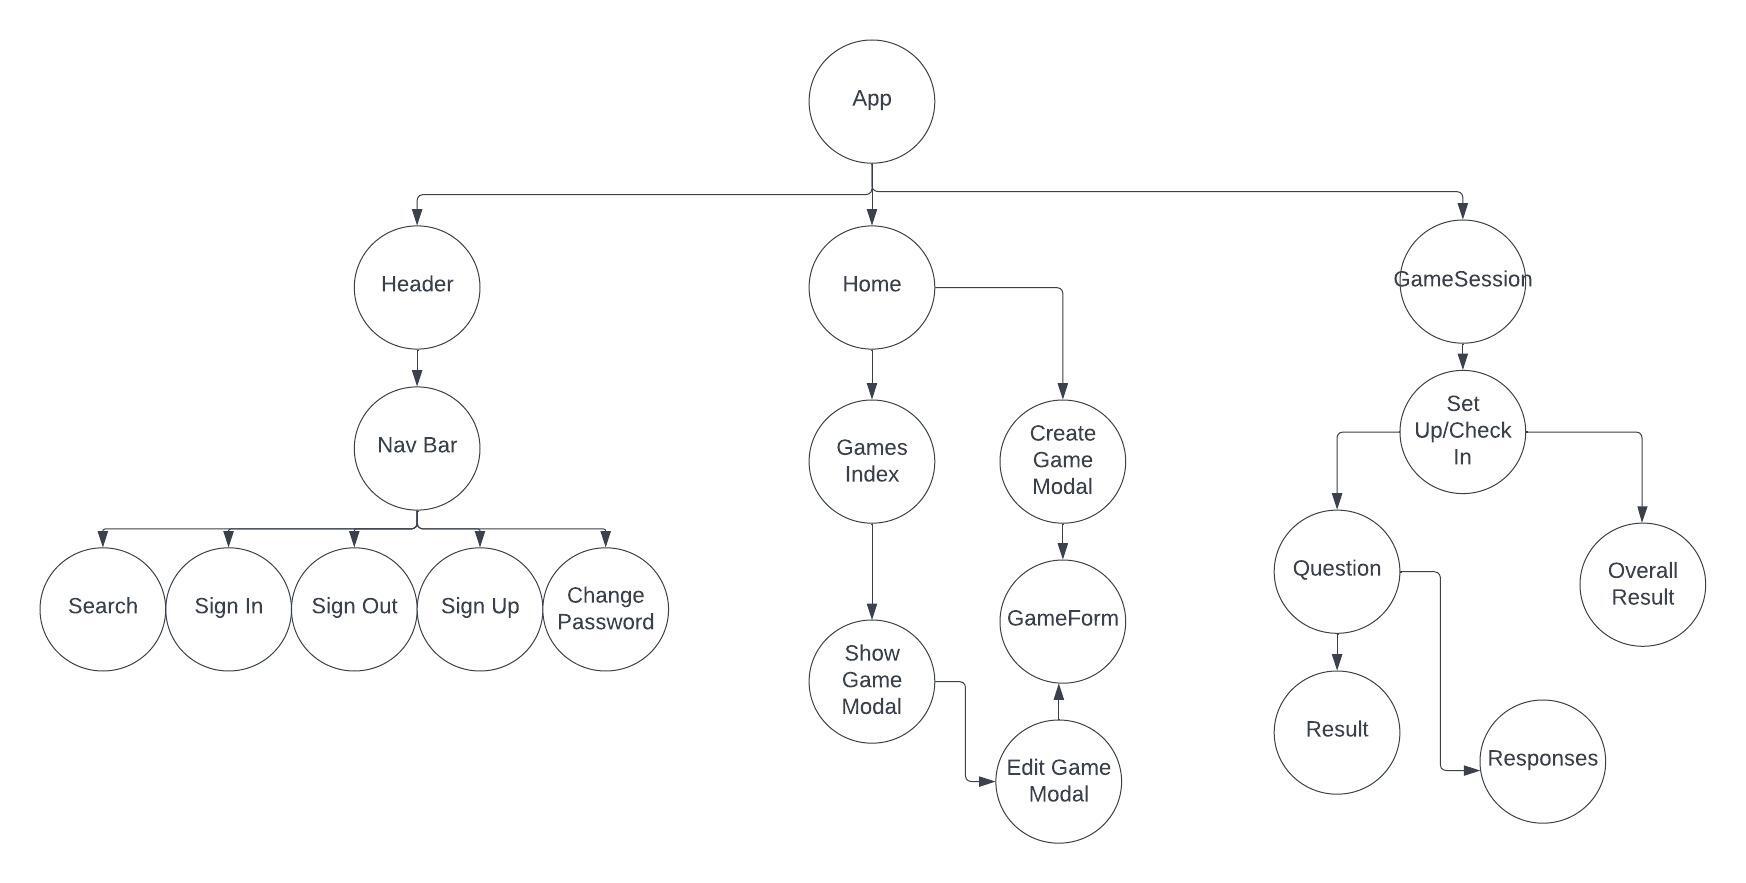 App
Header
Home
GameSession
Nav Bar
Games
Index
Create
Game
Modal
Set
Up/Check
In
Search
Sign In
Sign Out
Sign Up
Change
Password
Show
Game
Modal
GameForm
Edit Game
Modal
Question
Overall
Result
Result
Responses